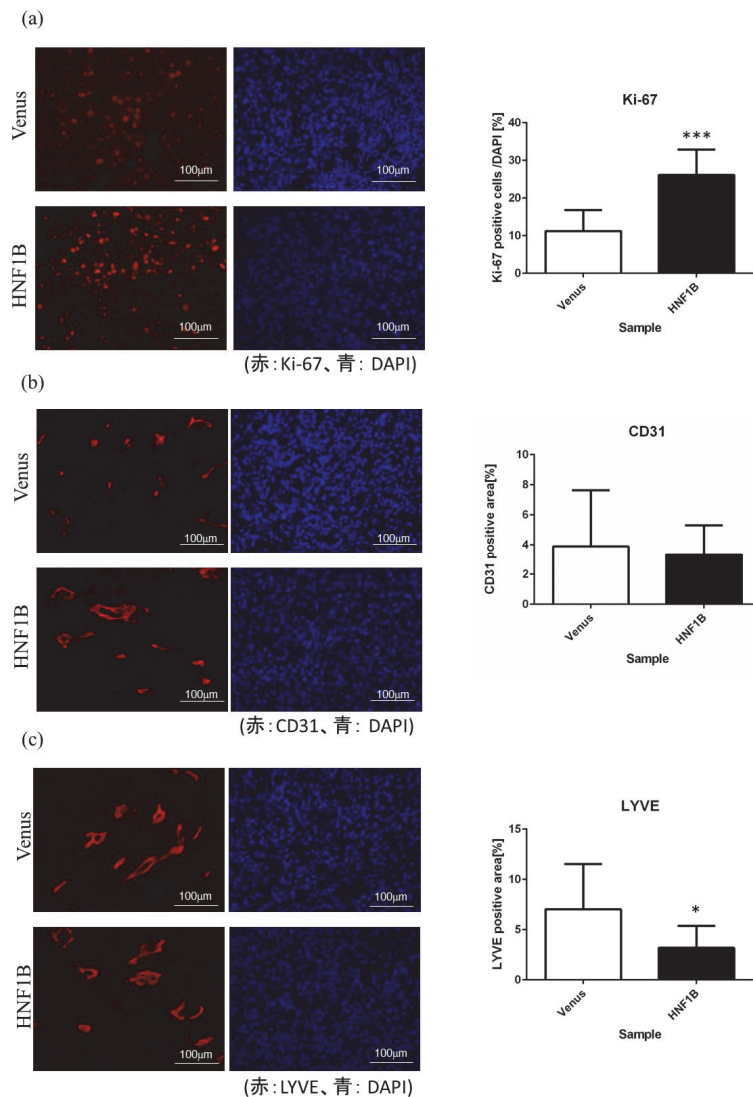 (a)
Venus
100μm
100μm
HNF1B
100μm
100μm
(赤:Ki-67、青: DAPI)
Ki-67
Ki-67 positive cells /DAPI [%]
40
30
20
10
0
***
Venus
HNF1B
Sample
(b)
Venus
100μm
100μm
HNF1B
100μm
100μm
(赤:CD31、青: DAPI)
CD31
CD31 positive area[%]
10
8
6
4
2
0
Venus
HNF1B
Sample
(c)
Venus
100μm
100μm
HNF1B
100μm
100μm
(赤:LYVE、青: DAPI)
LYVE
LYVE positive area[%]
15
10
5
0
*
Venus
HNF1B
Sample